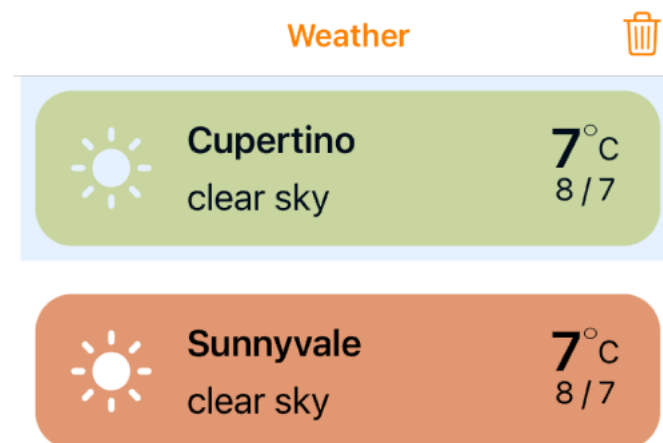 Weather
Cupertino
7°C
clear sky
8 / 7
Sunnyvale
7°C
clear sky
8 / 7